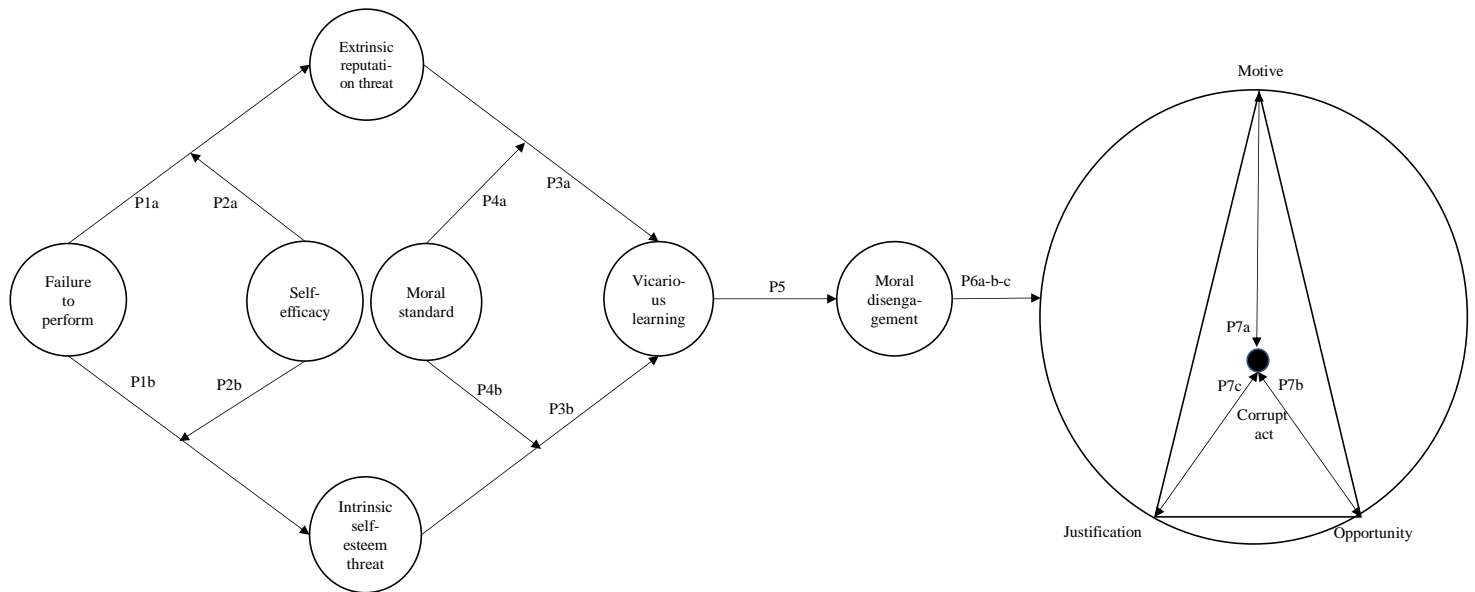 Extrinsic
reputati-
on threat
Motive
P1a
P2a
P4a
P3a
Failure
to
perform
Self-
efficacy
Moral
standard
Vicario-
us
learning
P5
Moral
disenga-
gement
P6a-b-c
P7a
P7c
P7b
Corrupt
act
P1b
P2b
P4b
P3b
Intrinsic
self-
esteem
threat
Justification
Opportunity